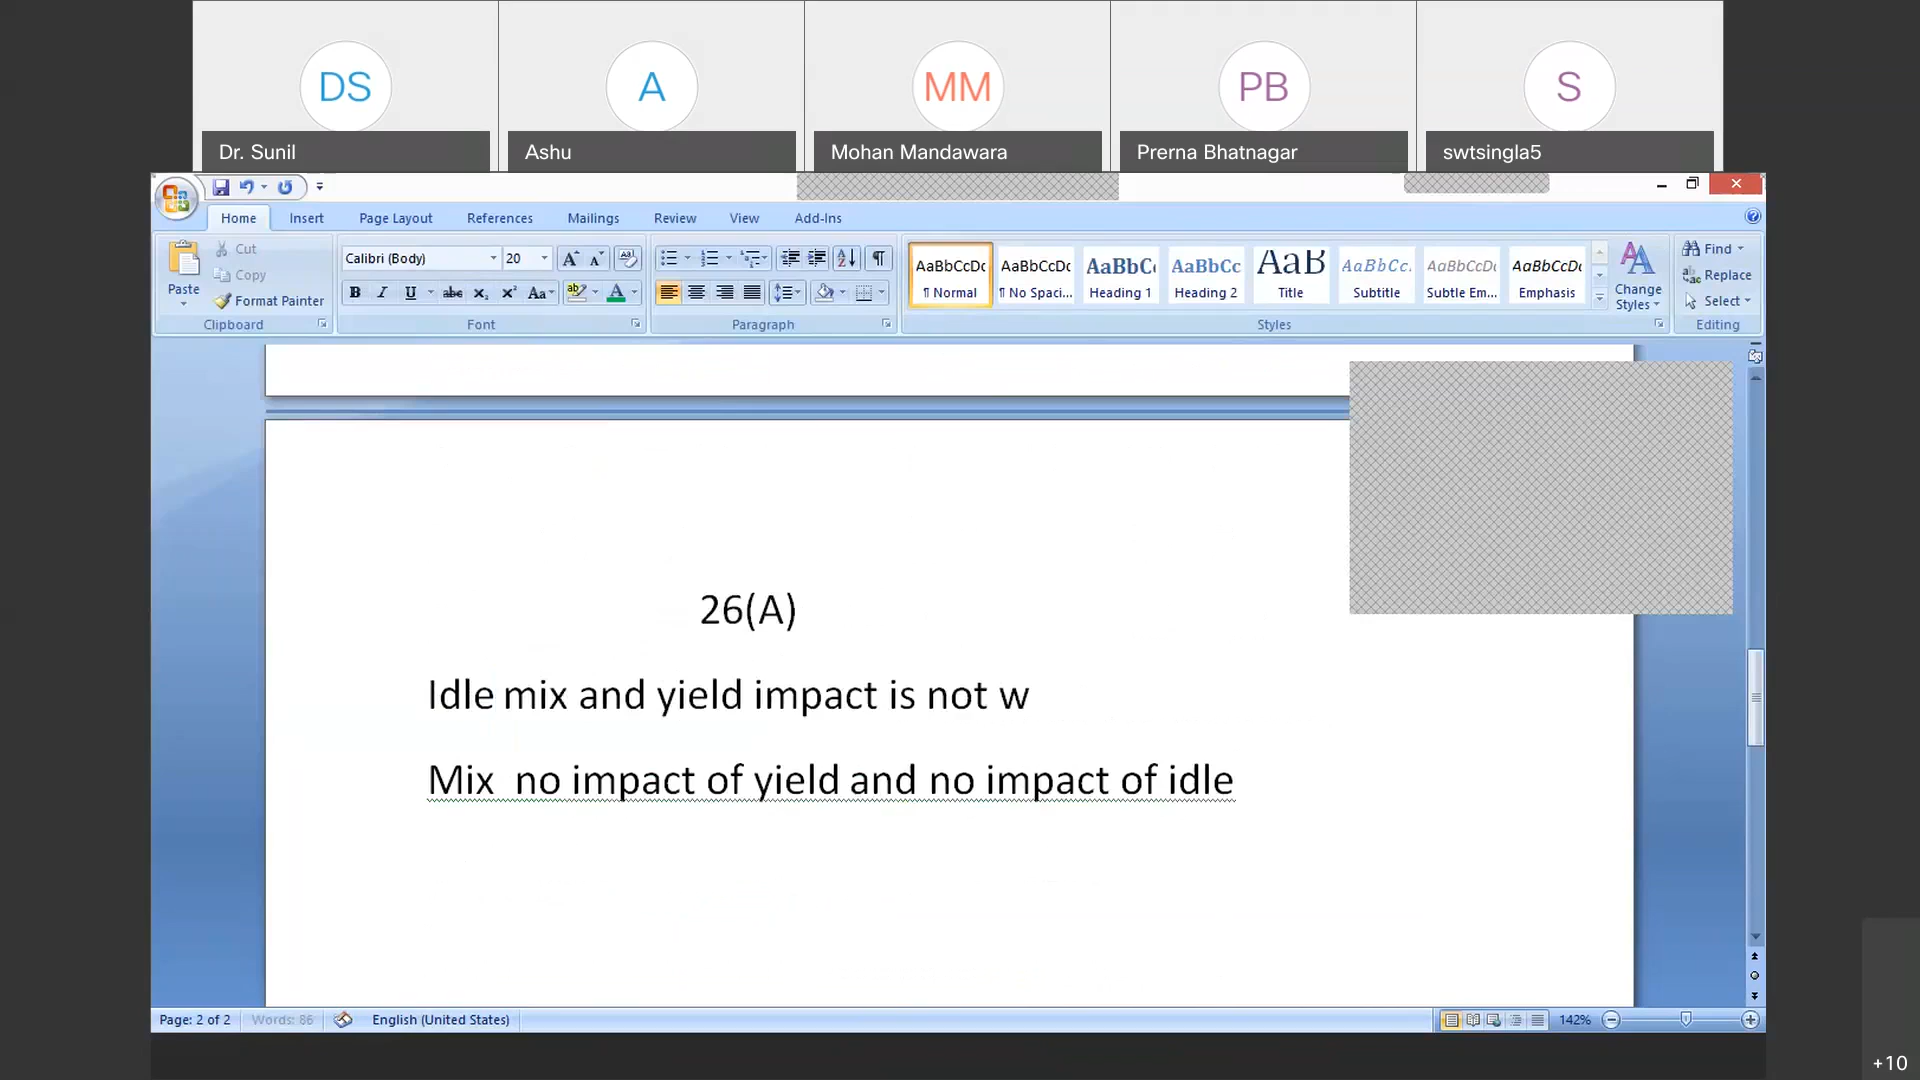 DS
A
MM
PB
S
Dr. Sunil
Ashu
Mohan Mandawara
Prerna Bhatnagar
swtsingla5
Home Insert Page Layout References Mailings Review View Add-Ins
Paste
Cut
Copy
Format Painter
Clipboard
Calibri (Body) 20
Font
Paragraph
AaBbCcDc ¶ Normal
AaBbCcDc ¶ No Spaci...
AaBbC Heading 1
AaBbCc Heading 2
AaB Title
AaBbCc. Subtitle
AaBbCcDc Subtle Em...
AaBbCcDc Emphasis
Change Styles
Styles
Find
Replace
Select
Editing
26(A)
Idle mix and yield impact is not w
Mix  no impact of yield and no impact of idle
Page: 2 of 2 Words: 86 English (United States) 142%
+10